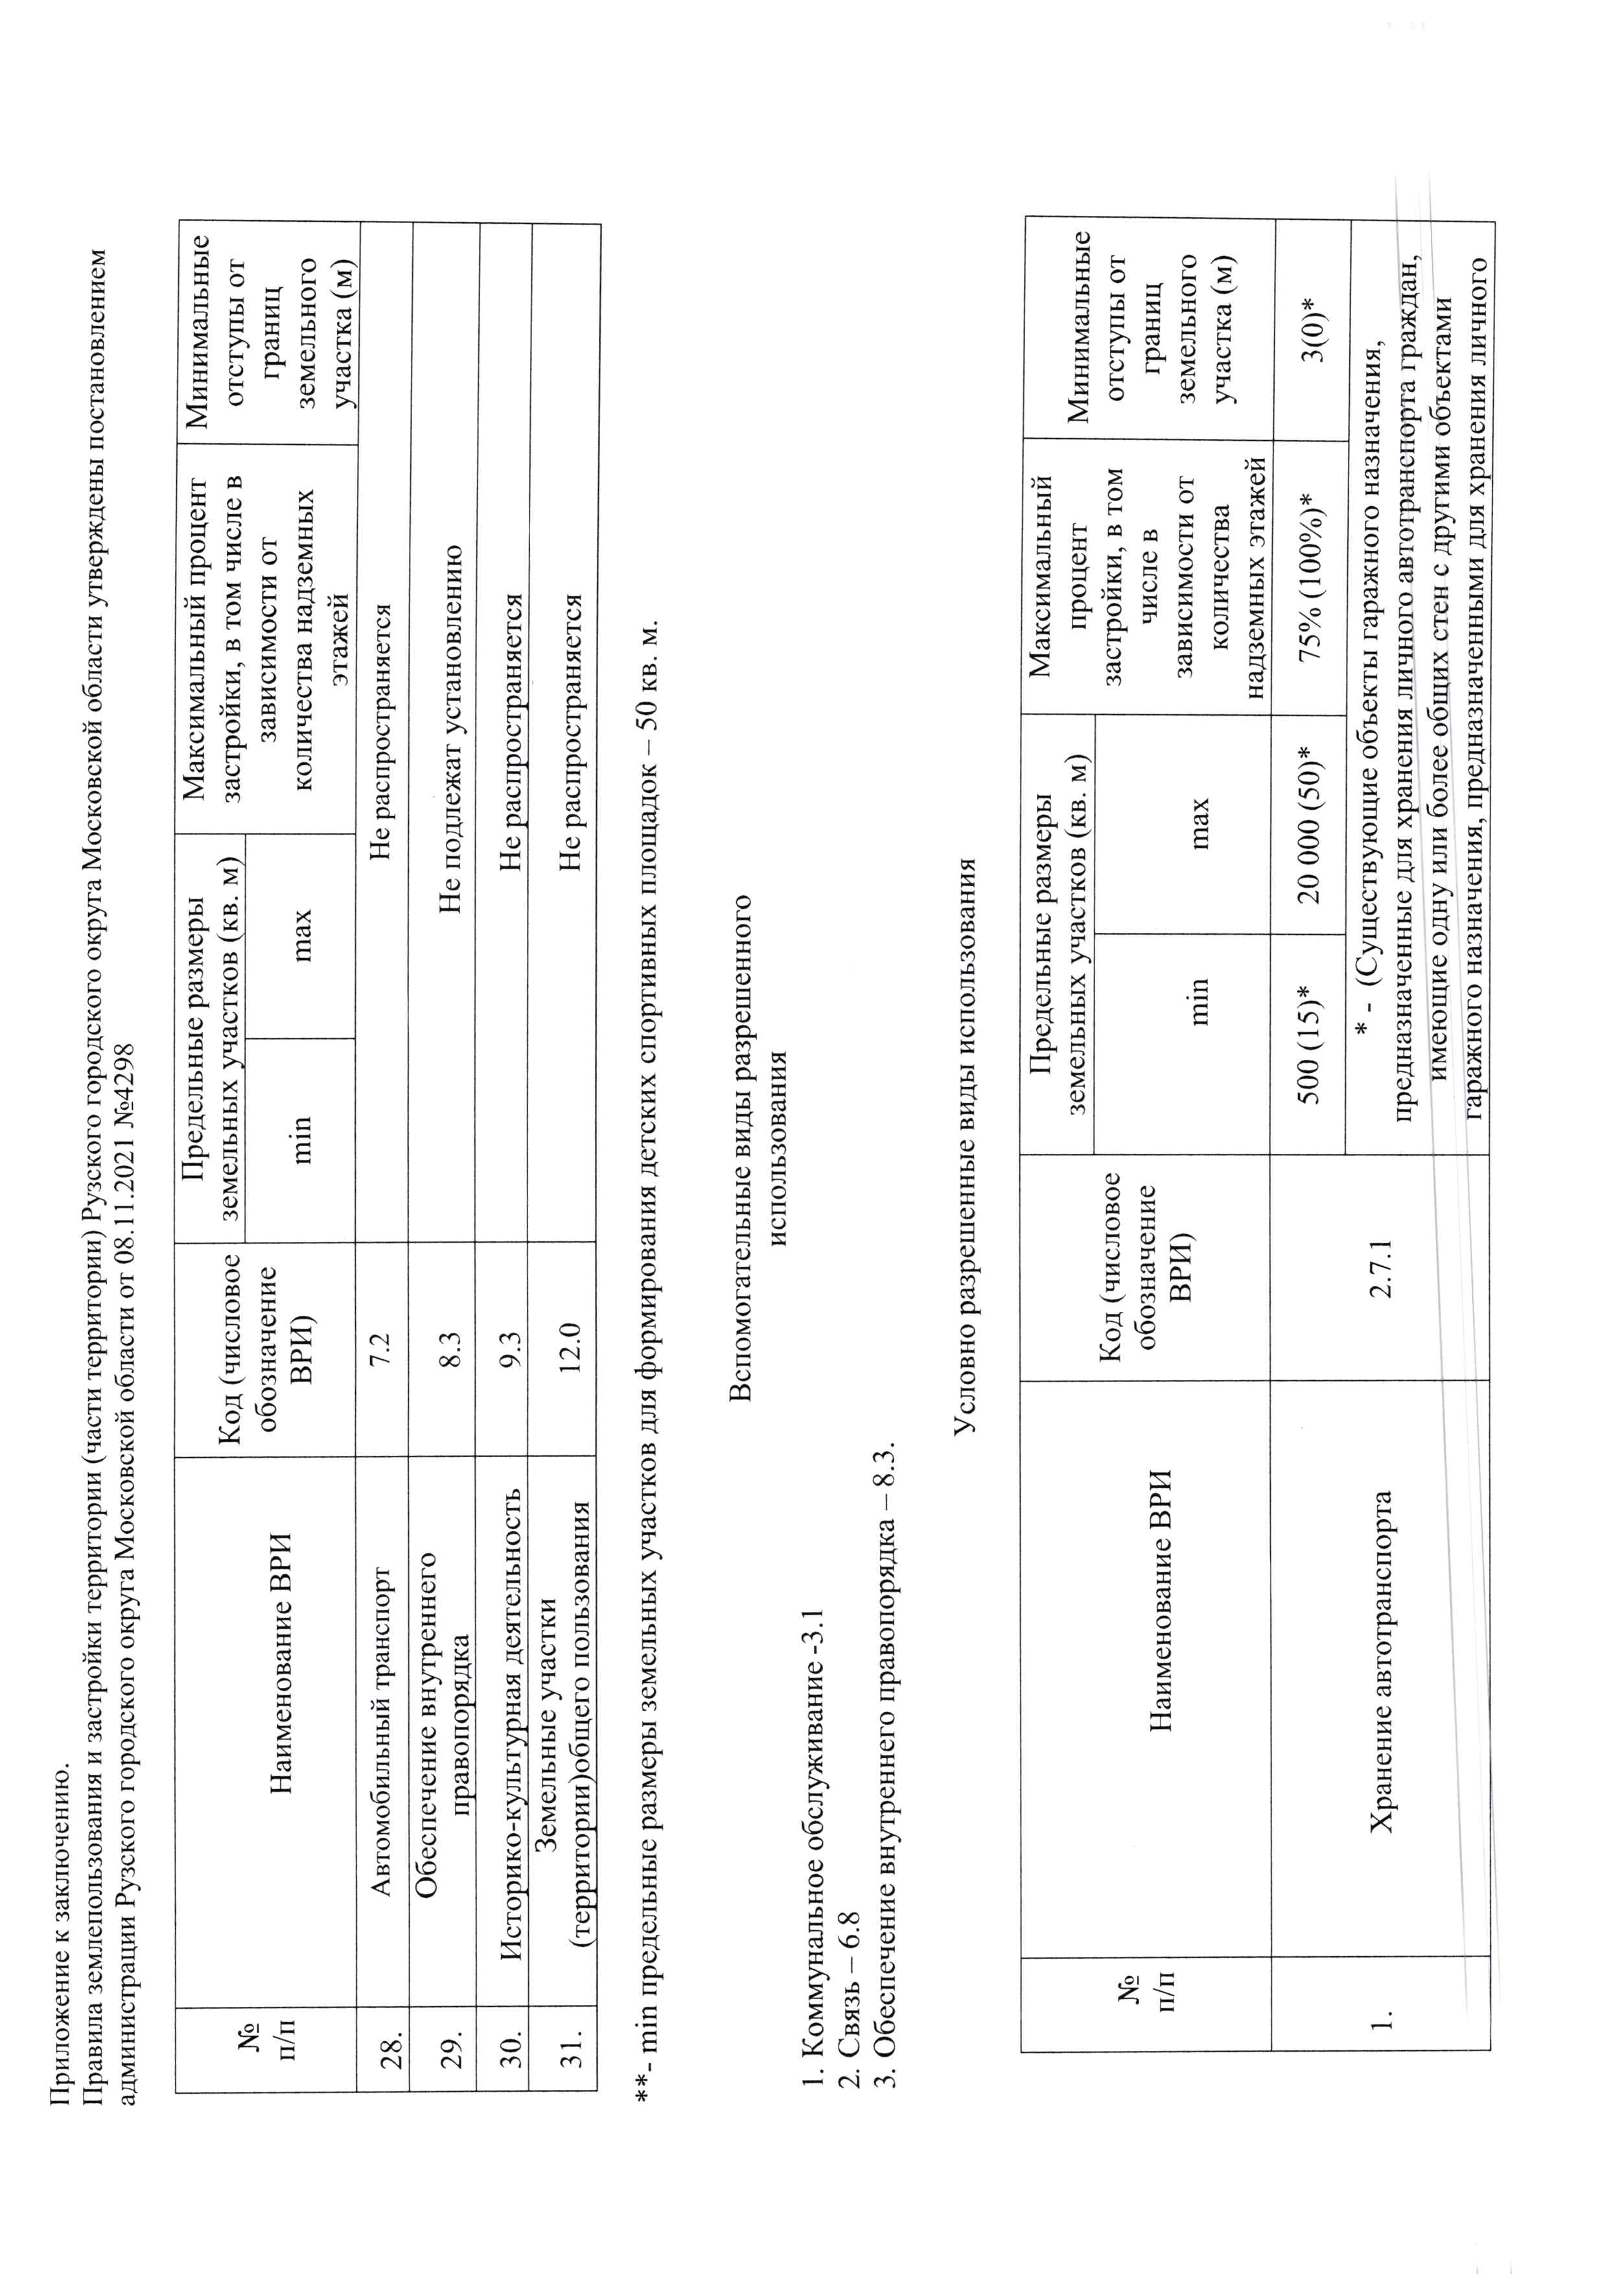 Приложение к заключению.
Правила землепользования и застройки территории (части территории) Рузского городского округа Московской области утверждены постановлением
администрации Рузского городского округа Московской области от 08.11.2021 №4298
№
п/п
Наименование ВРИ
Код (числовое
обозначение
ВРИ)
Предельные размеры
земельных участков (кв. м)
min
max
Максимальный процент
застройки, в том числе в
зависимости от
количества надземных
этажей
Минимальные
отступы от
границ
земельного
участка (м)
28.
Автомобильный транспорт
7.2
Не распространяется
29.
Обеспечение внутреннего
правопорядка
8.3
Не подлежат установлению
30.
Историко-культурная деятельность
9.3
Не распространяется
31.
Земельные участки
(территории)общего пользования
12.0
Не распространяется
**- min предельные размеры земельных участков для формирования детских спортивных площадок – 50 кв. м.
Вспомогательные виды разрешенного
использования
1. Коммунальное обслуживание -3.1
2. Связь – 6.8
3. Обеспечение внутреннего правопорядка – 8.3.
Условно разрешенные виды использования
№
п/п
Наименование ВРИ
Код (числовое
обозначение
ВРИ)
Предельные размеры
земельных участков (кв. м)
min
max
Максимальный
процент
застройки, в том
числе в
зависимости от
количества
надземных этажей
Минимальные
отступы от
границ
земельного
участка (м)
1.
Хранение автотранспорта
2.7.1
500 (15)*
20 000 (50)*
75% (100%)*
3(0)*
* - (Существующие объекты гаражного назначения,
предназначенные для хранения личного автотранспорта граждан,
имеющие одну или более общих стен с другими объектами
гаражного назначения, предназначенными для хранения личного